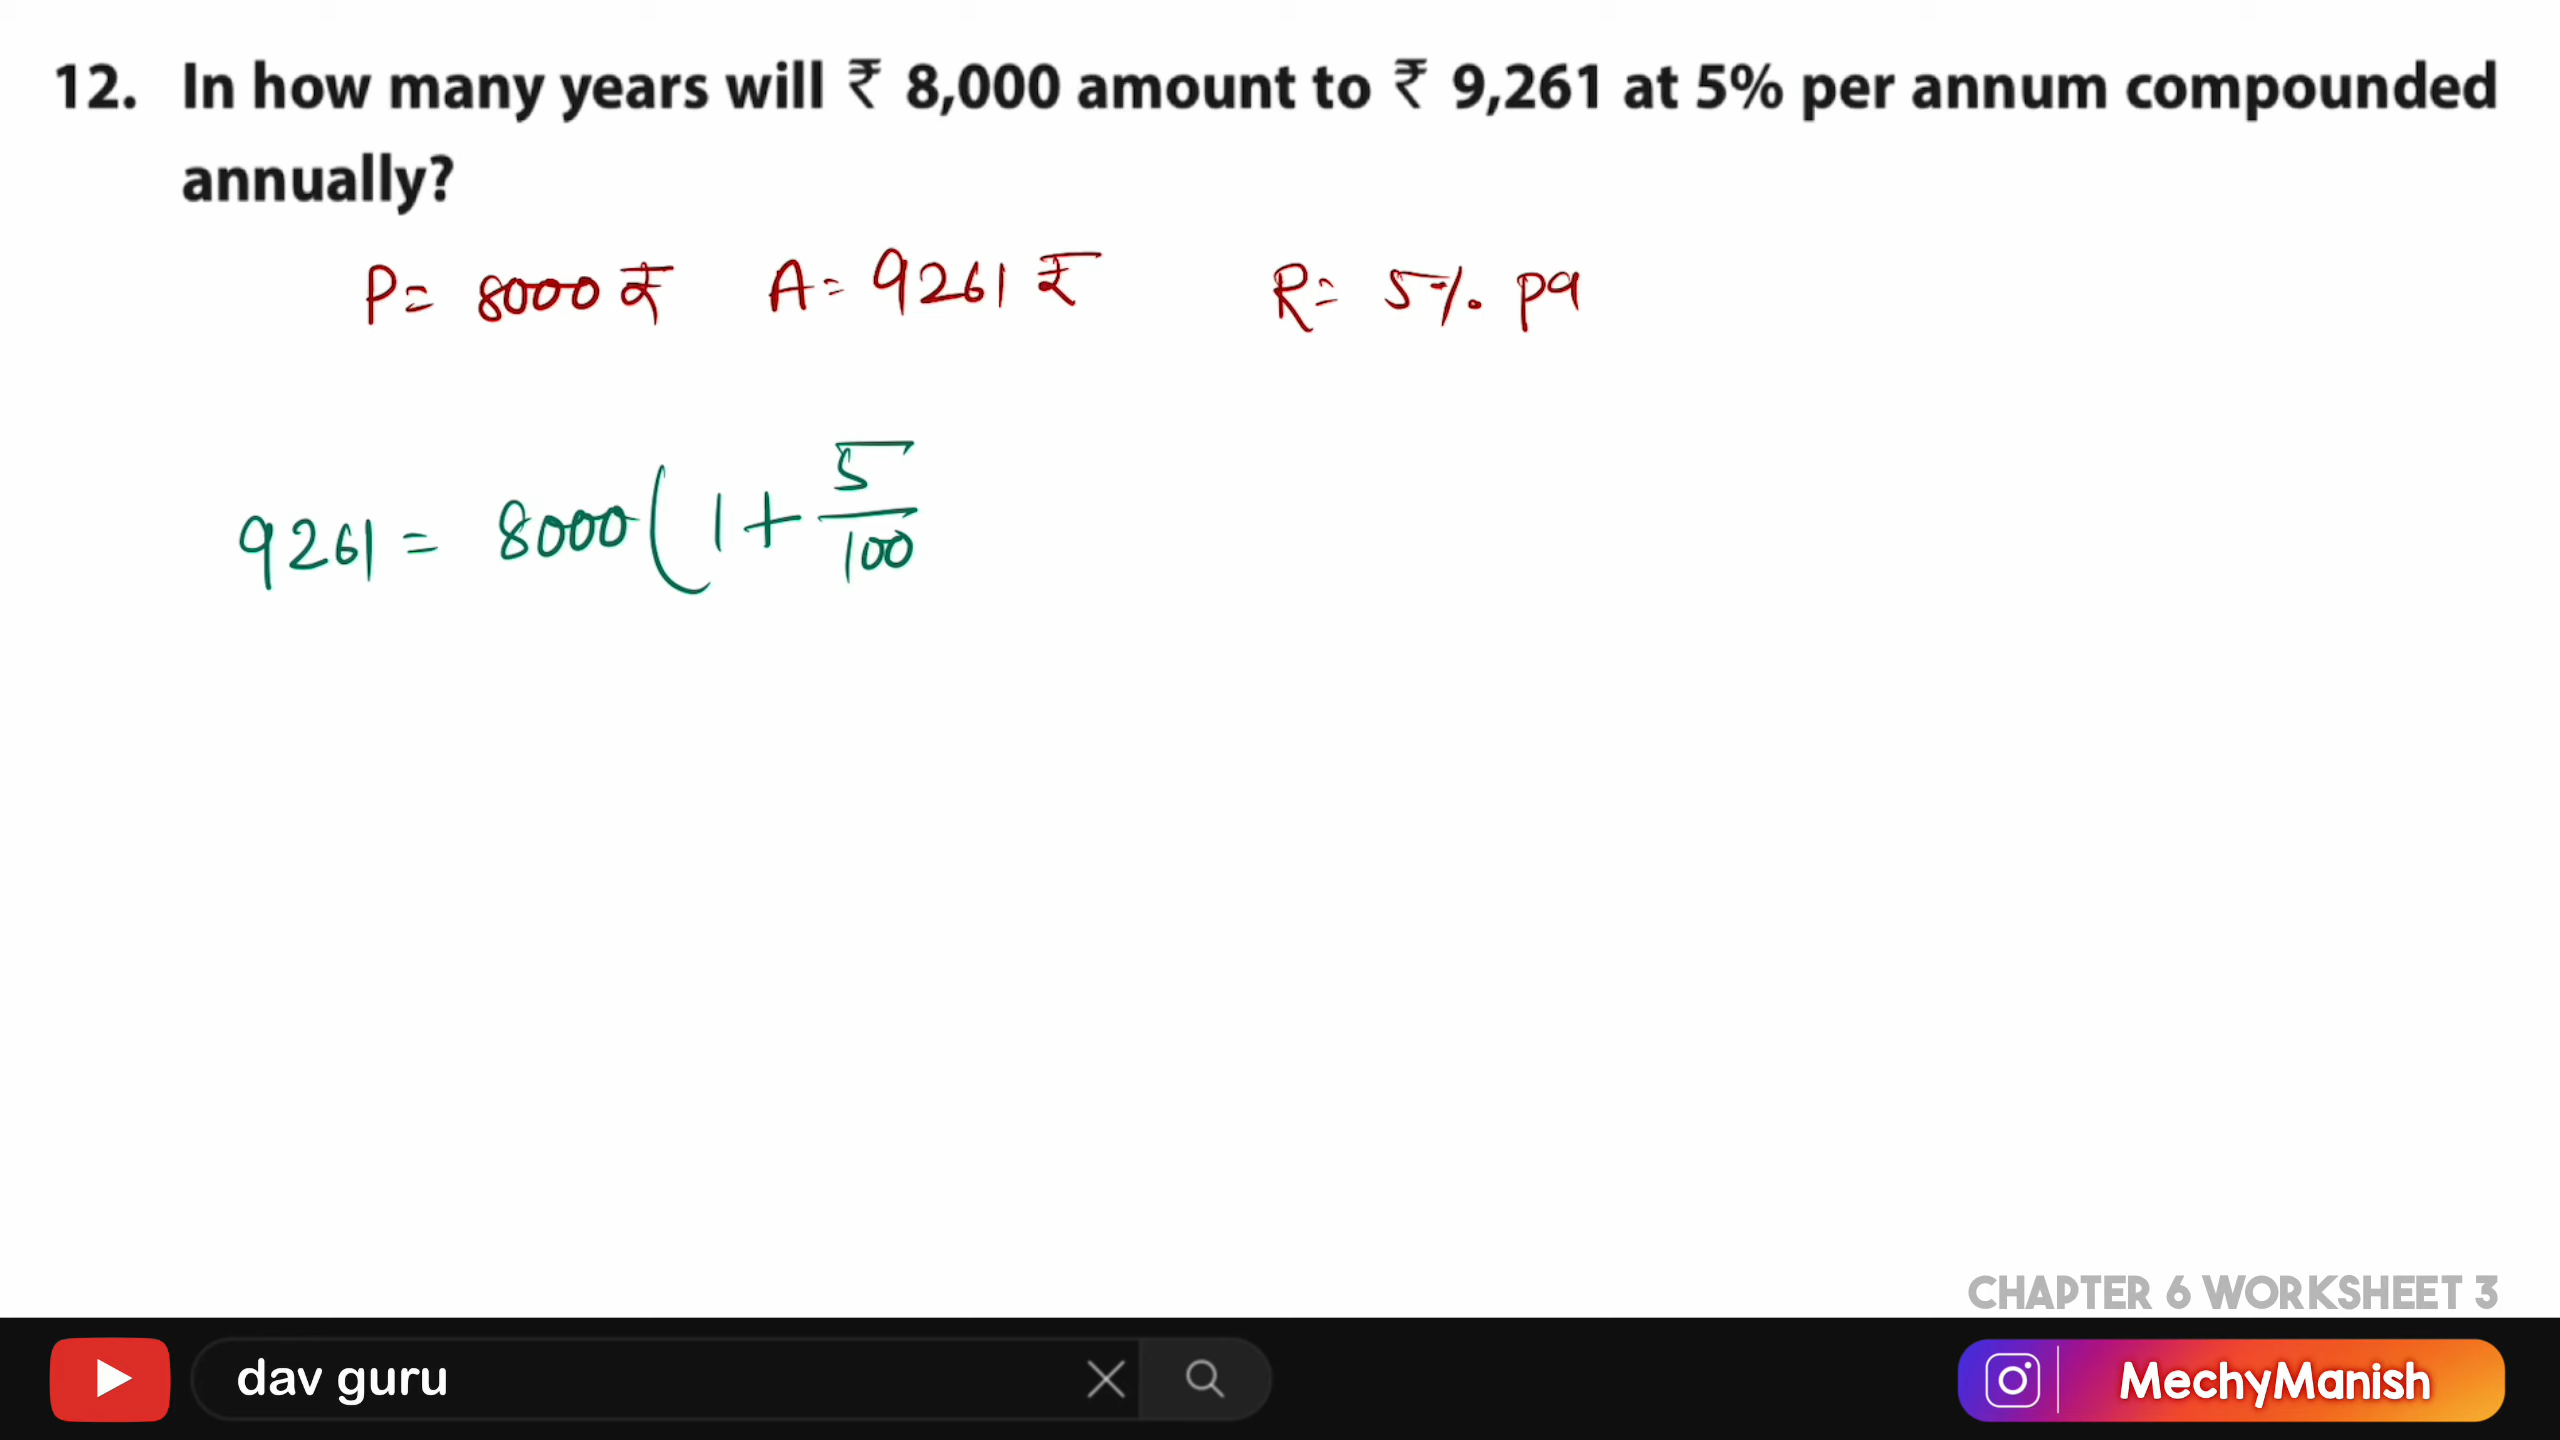 12. In how many years will ₹ 8,000 amount to ₹ 9,261 at 5% per annum compounded
annually?
P= 8000 ₹ A= 9261 ₹ R= 5% pa
9261 = 8000 ( 1 + 5/100
CHAPTER 6 WORKSHEET 3
dav guru
MechyManish